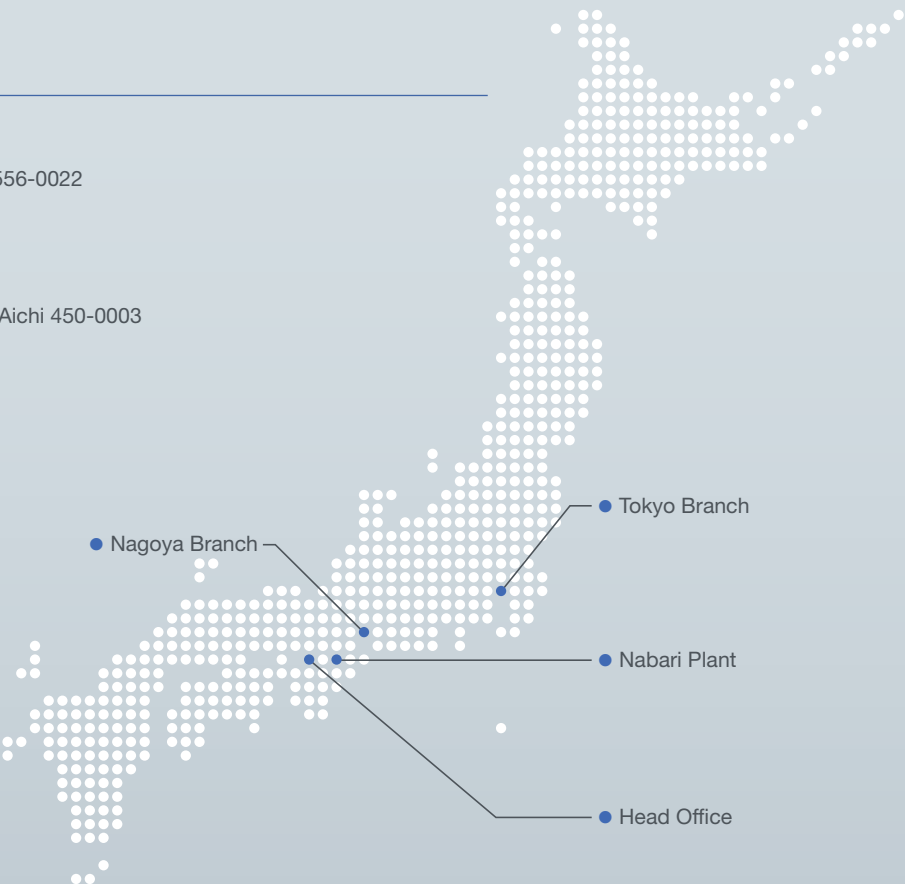 556-0022
Aichi 450-0003
Tokyo Branch
Nagoya Branch
Nabari Plant
Head Office